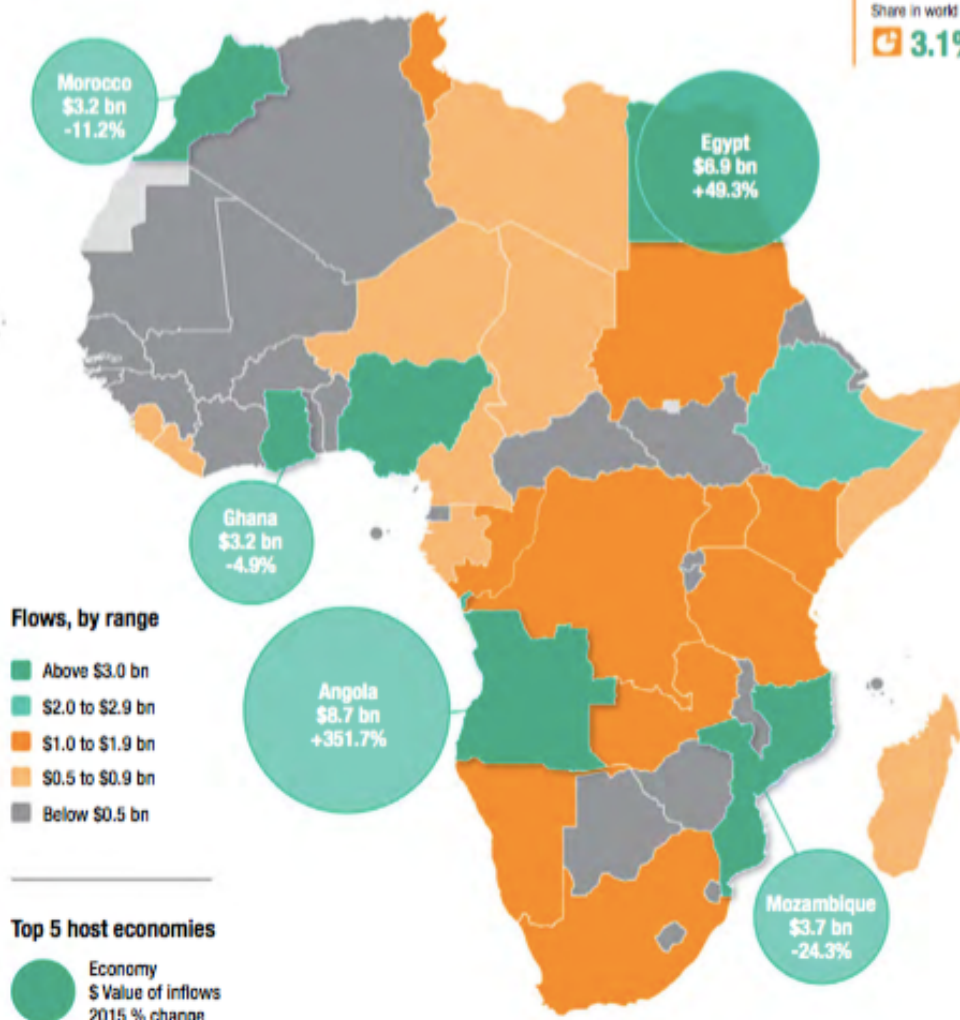 Share in world
3.1%
Morocco
$3.2 bn
-11.2%
Egypt
$6.9 bn
+49.3%
Ghana
$3.2 bn
-4.9%
Flows, by range
Above $3.0 bn
$2.0 to $2.9 bn
$1.0 to $1.9 bn
$0.5 to $0.9 bn
Below $0.5 bn
Angola
$8.7 bn
+351.7%
Mozambique
$3.7 bn
-24.3%
Top 5 host economies
Economy
$ Value of inflows
2015 % change